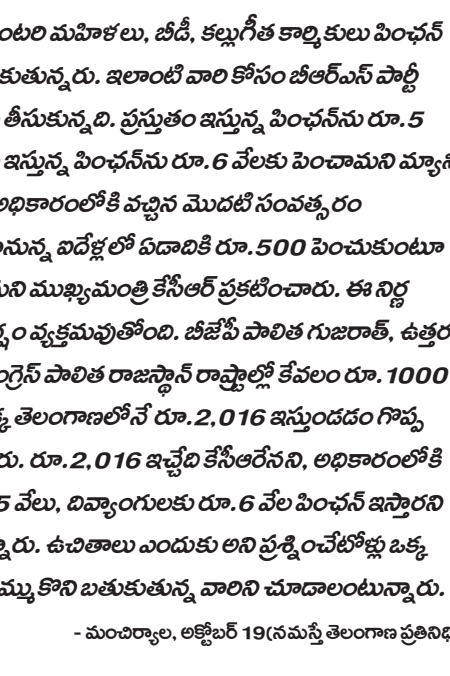 ంటరి మహిళలు, బీడీ, కల్లుగీత కార్మికులు పింఛన్
కుతున్నరు. ఇలాంటి వారి కోసం బీఆర్ఎస్ పార్టీ
తీసుకున్నది. ప్రస్తుతం ఇస్తున్న పింఛన్‌ను రూ.5
ఇస్తున్న పింఛన్‌ను రూ.6 వేలకు పెంచామని
అధికారంలోకి వచ్చిన మొదటి సంవత్సరం
నున్న ఐదేళ్లలో ఏడాదికి రూ.500 పెంచుకుంటూ
ముఖ్యమంత్రి కేసీఆర్ ప్రకటించారు. ఈ నిర్ణ
వ్యక్తమవుతోంది. బీజేపీ పాలిత గుజరాత్, ఉత్తర
ంగ్రెస్ పాలిత రాజస్థాన్ రాష్ట్రాల్లో కేవలం రూ.1000
క్క తెలంగాణలోనే రూ.2,016 ఇస్తుండడం గొప్ప
రు. రూ.2,016 ఇచ్చేది కేసీఆరేనని, అధికారంలోకి
5 వేలు, దివ్యాంగులకు రూ.6 వేల పింఛన్ ఇస్తారని
్నారు. ఉచితాలు ఎందుకు అని ప్రశ్నించేటోళ్లు ఒక్క
మ్ముకొని బతుకుతున్న వారిని చూడాలంటున్నారు.
- మంచిర్యాల, అక్టోబర్ 19(నమస్తే తెలంగాణ ప్రతినిధి